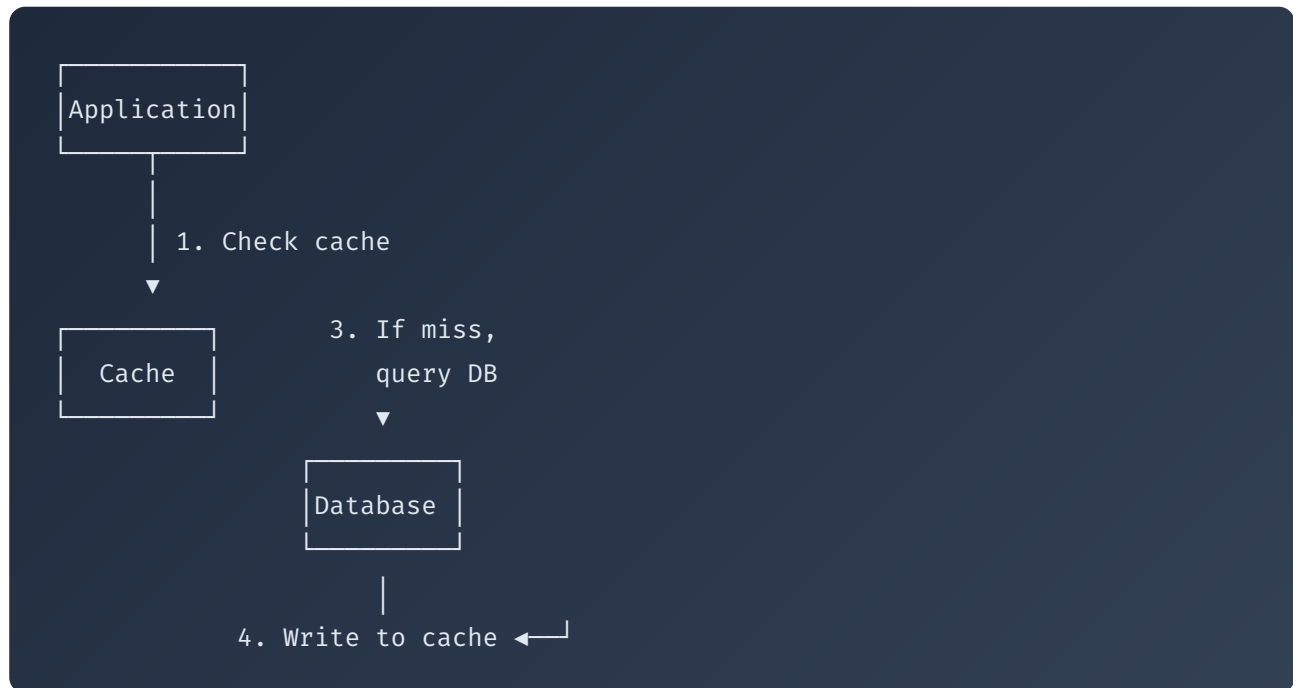 Application
1. Check cache
3. If miss,
Cache
query DB
Database
4. Write to cache